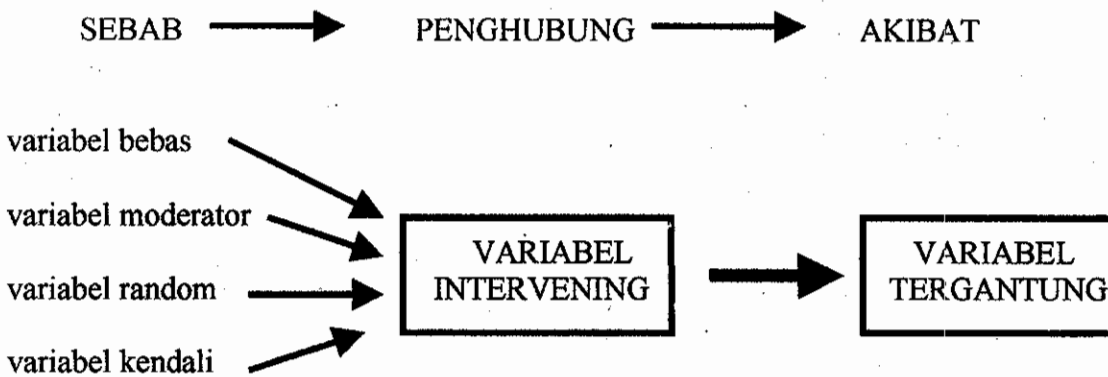 SEBAB PENGHUBUNG AKIBAT
variabel bebas
variabel moderator
variabel random
variabel kendali
VARIABEL
INTERVENING
VARIABEL
TERGANTUNG